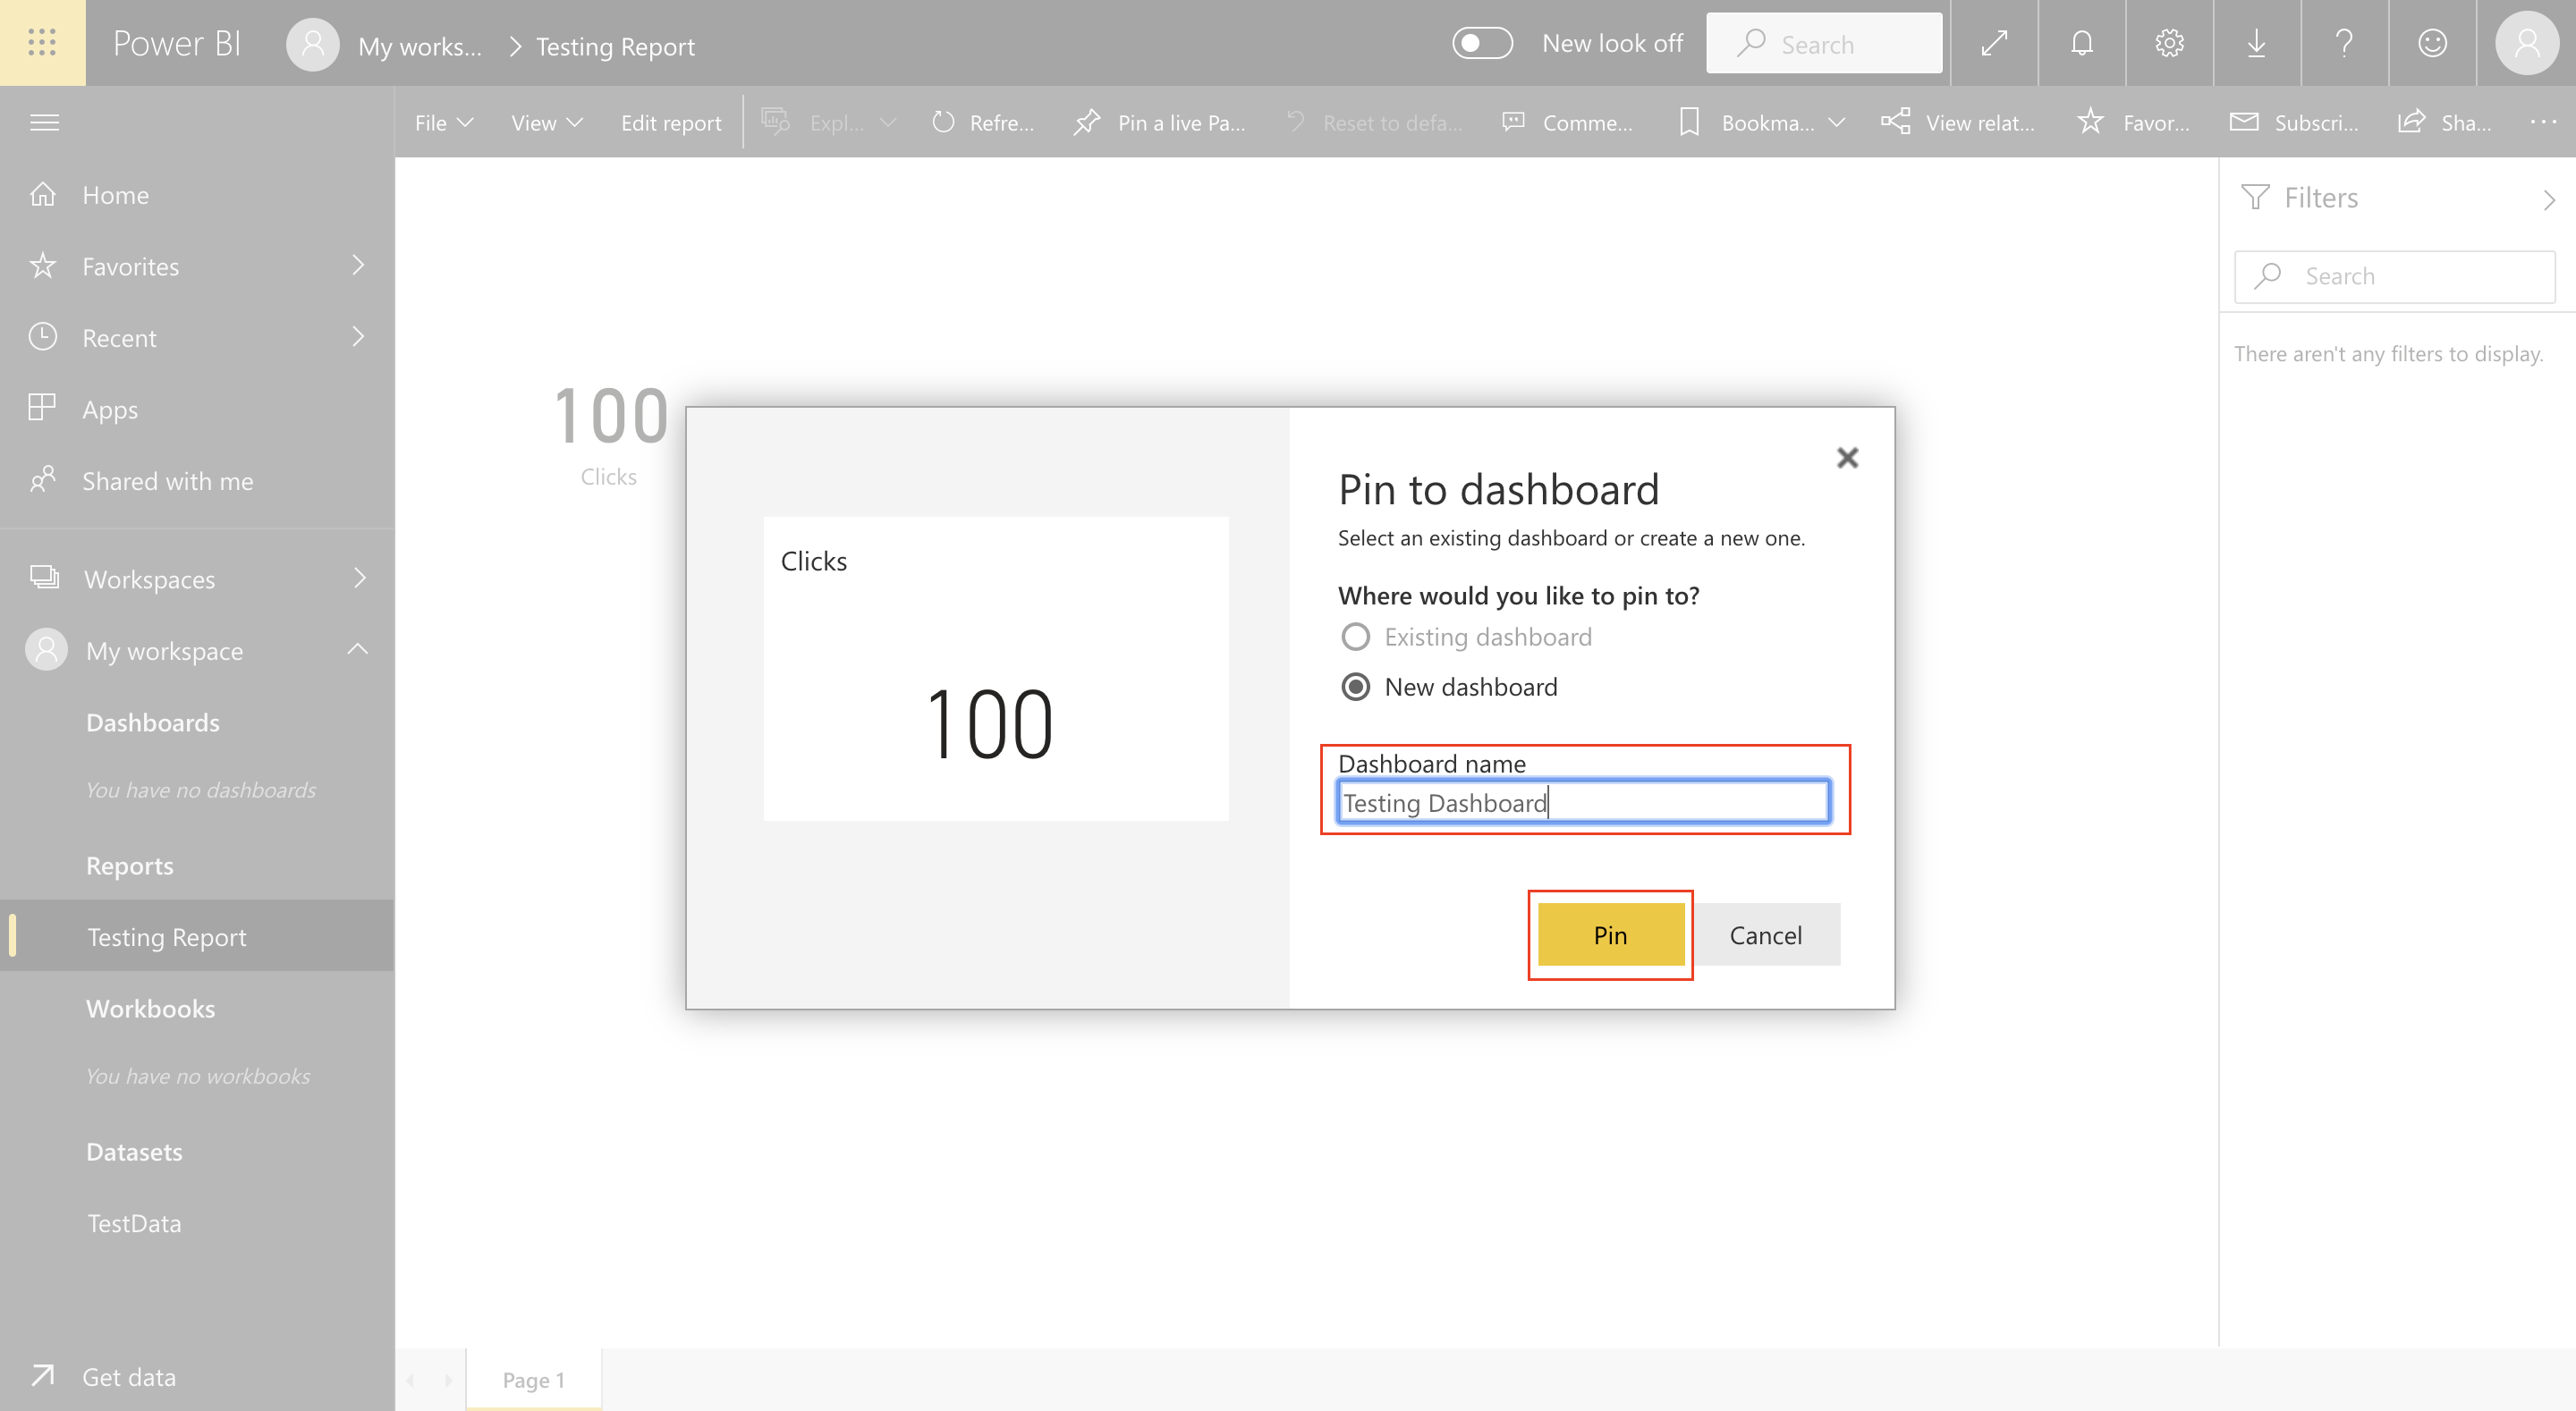 Power BI
My works... > Testing Report
New look off
Search
File
View
Edit report
Expl...
Refre...
Pin a live Pa...
Reset to defa...
Comme...
Bookma...
View relat...
Favor...
Subscri...
Sha...
...
Home
Favorites
Recent
Apps
Shared with me
Workspaces
My workspace
Dashboards
You have no dashboards
Reports
Testing Report
Workbooks
You have no workbooks
Datasets
TestData
Get data
100
Clicks
Clicks
100
Pin to dashboard
Select an existing dashboard or create a new one.
Where would you like to pin to?
Existing dashboard
New dashboard
Dashboard name
Testing Dashboard
Pin
Cancel
Filters
Search
There aren't any filters to display.
Page 1